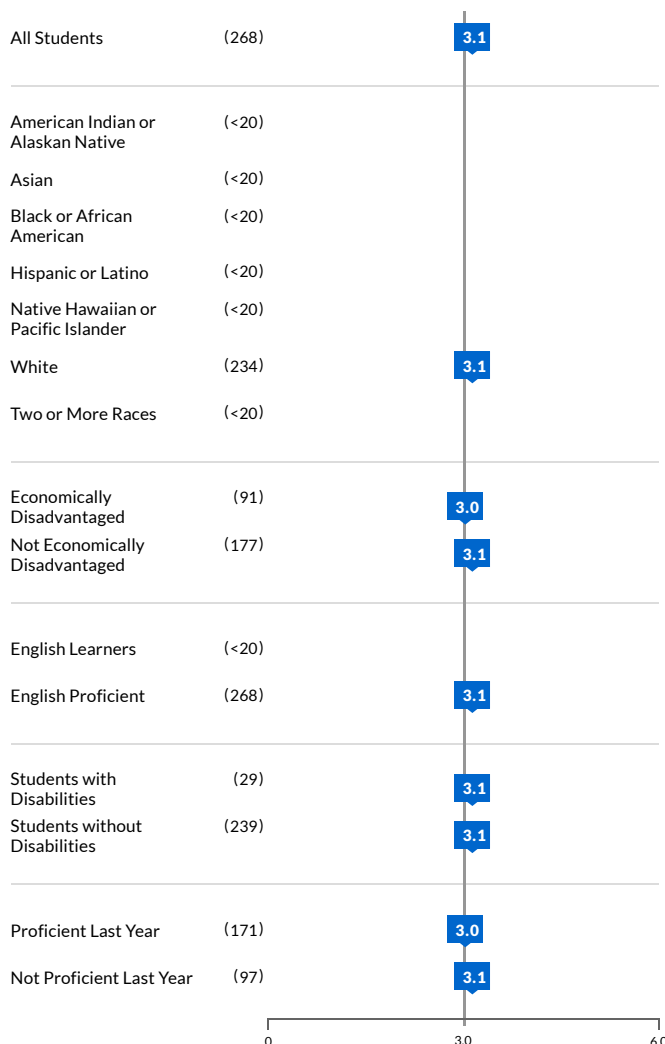 All Students (268) 3.1
American Indian or (<20)
Alaskan Native
Asian (<20)
Black or African (<20)
American
Hispanic or Latino (<20)
Native Hawaiian or (<20)
Pacific Islander
White (234) 3.1
Two or More Races (<20)
Economically (91) 3.0
Disadvantaged
Not Economically (177) 3.1
Disadvantaged
English Learners (<20)
English Proficient (268) 3.1
Students with (29) 3.1
Disabilities
Students without (239) 3.1
Disabilities
Proficient Last Year (171) 3.0
Not Proficient Last Year (97) 3.1
0 3.0 6.0